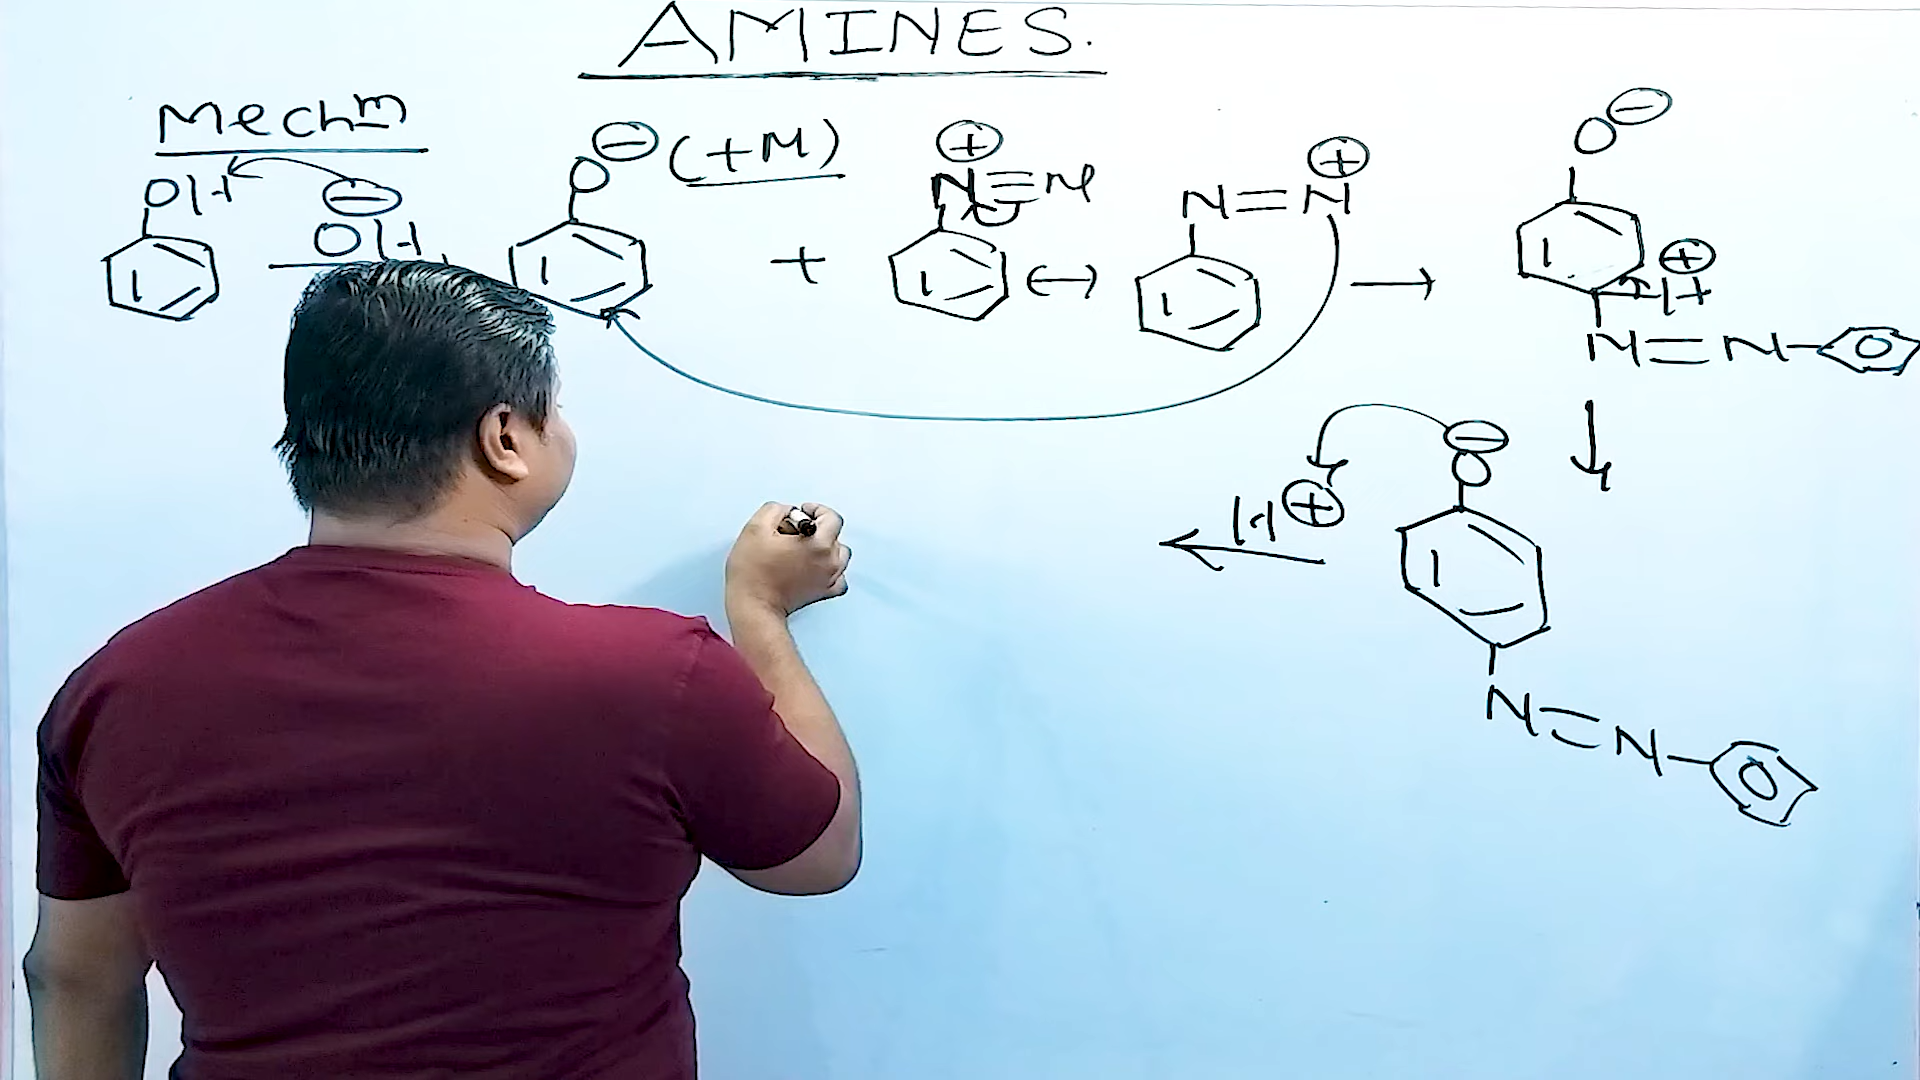 AMINES.
Mechm
OH ⊖ OH
O ⊖ (+M)
+
⊕ N≡N
↔
N=N ⊕
→
O ⊖
⊕ H
N=N
↓
⊖ O
H ⊕
←
N=N